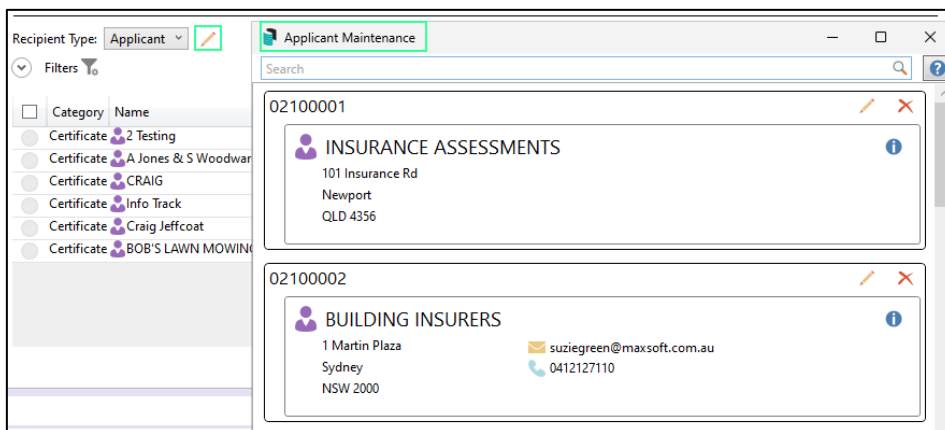 Recipient Type: Applicant
Filters
Category Name
Certificate 2 Testing
Certificate A Jones & S Woodwar
Certificate CRAIG
Certificate Info Track
Certificate Craig Jeffcoat
Certificate BOB'S LAWN MOWING
Applicant Maintenance
Search
02100001
INSURANCE ASSESSMENTS
101 Insurance Rd
Newport
QLD 4356
02100002
BUILDING INSURERS
1 Martin Plaza
suziegreen@maxsoft.com.au
Sydney
0412127110
NSW 2000